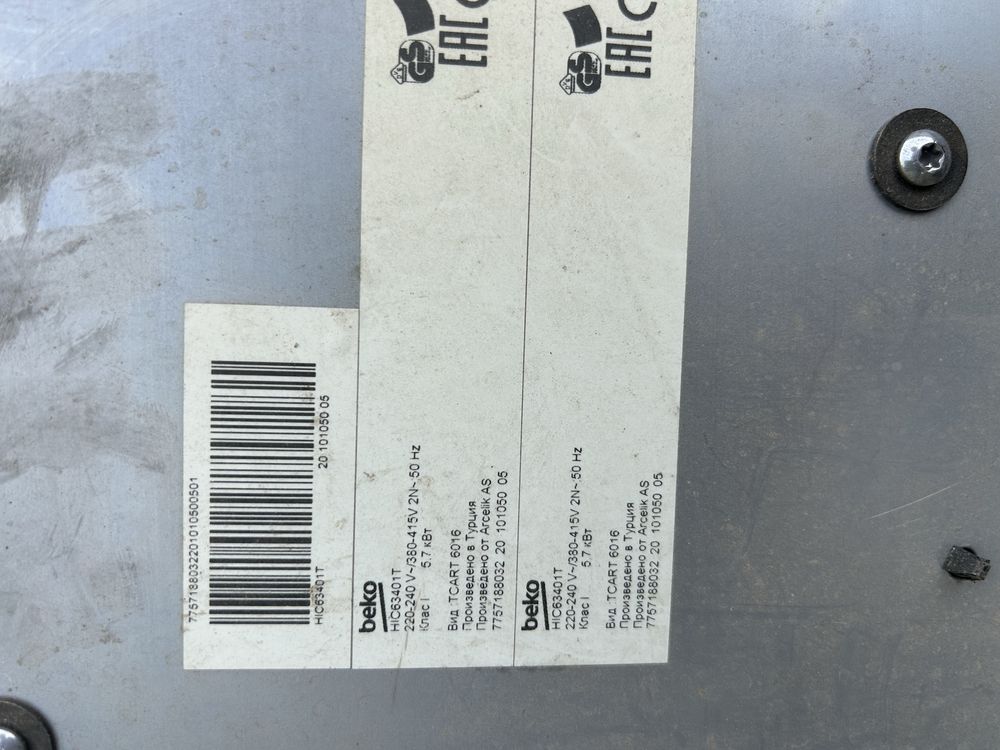 7757188032201010500501
HIC63401T
20 101050 05
beko
HIC63401T
220-240 V~/380-415V 2N~ 50 Hz
Клас I 5.7 кВт
Вид TCART 6016
Произведено в Турция
Произведено от Arcelik AS
7757188032 20 101050 05
GS
EAC
beko
HIC63401T
220-240 V~/380-415V 2N~ 50 Hz
Клас I 5.7 кВт
Вид TCART 6016
Произведено в Турция
Произведено от Arcelik AS
7757188032 20 101050 05
GS
EAC